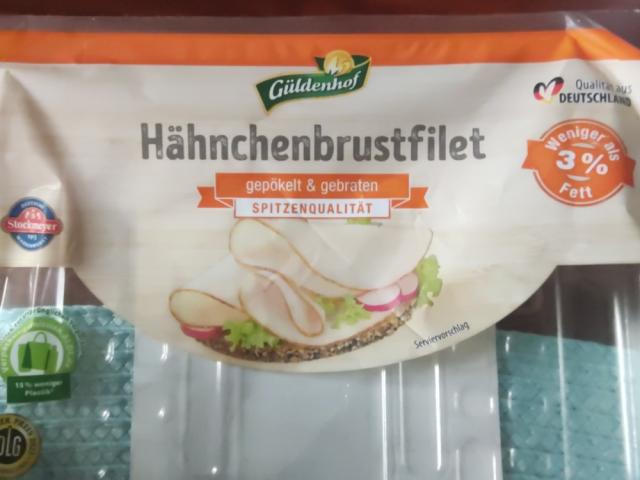 Güldenhof
Qualität aus
DEUTSCHLAND
Hähnchenbrustfilet
Weniger als
3%
Fett
gepökelt & gebraten
SPITZENQUALITÄT
Stockmeyer
Serviervorschlag
15% weniger
Plastik
DLG